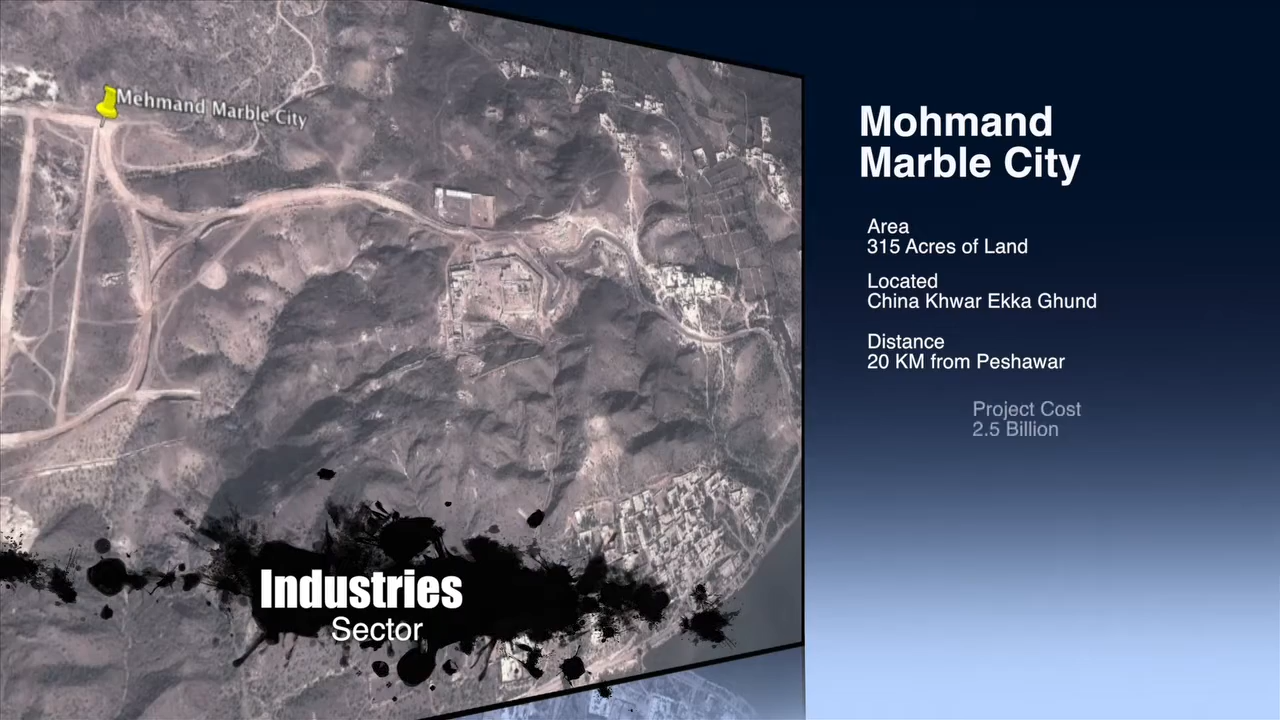 Mehmand Marble City
Mohmand
Marble City
Area
315 Acres of Land
Located
China Khwar Ekka Ghund
Distance
20 KM from Peshawar
Project Cost
2.5 Billion
Industries
Sector